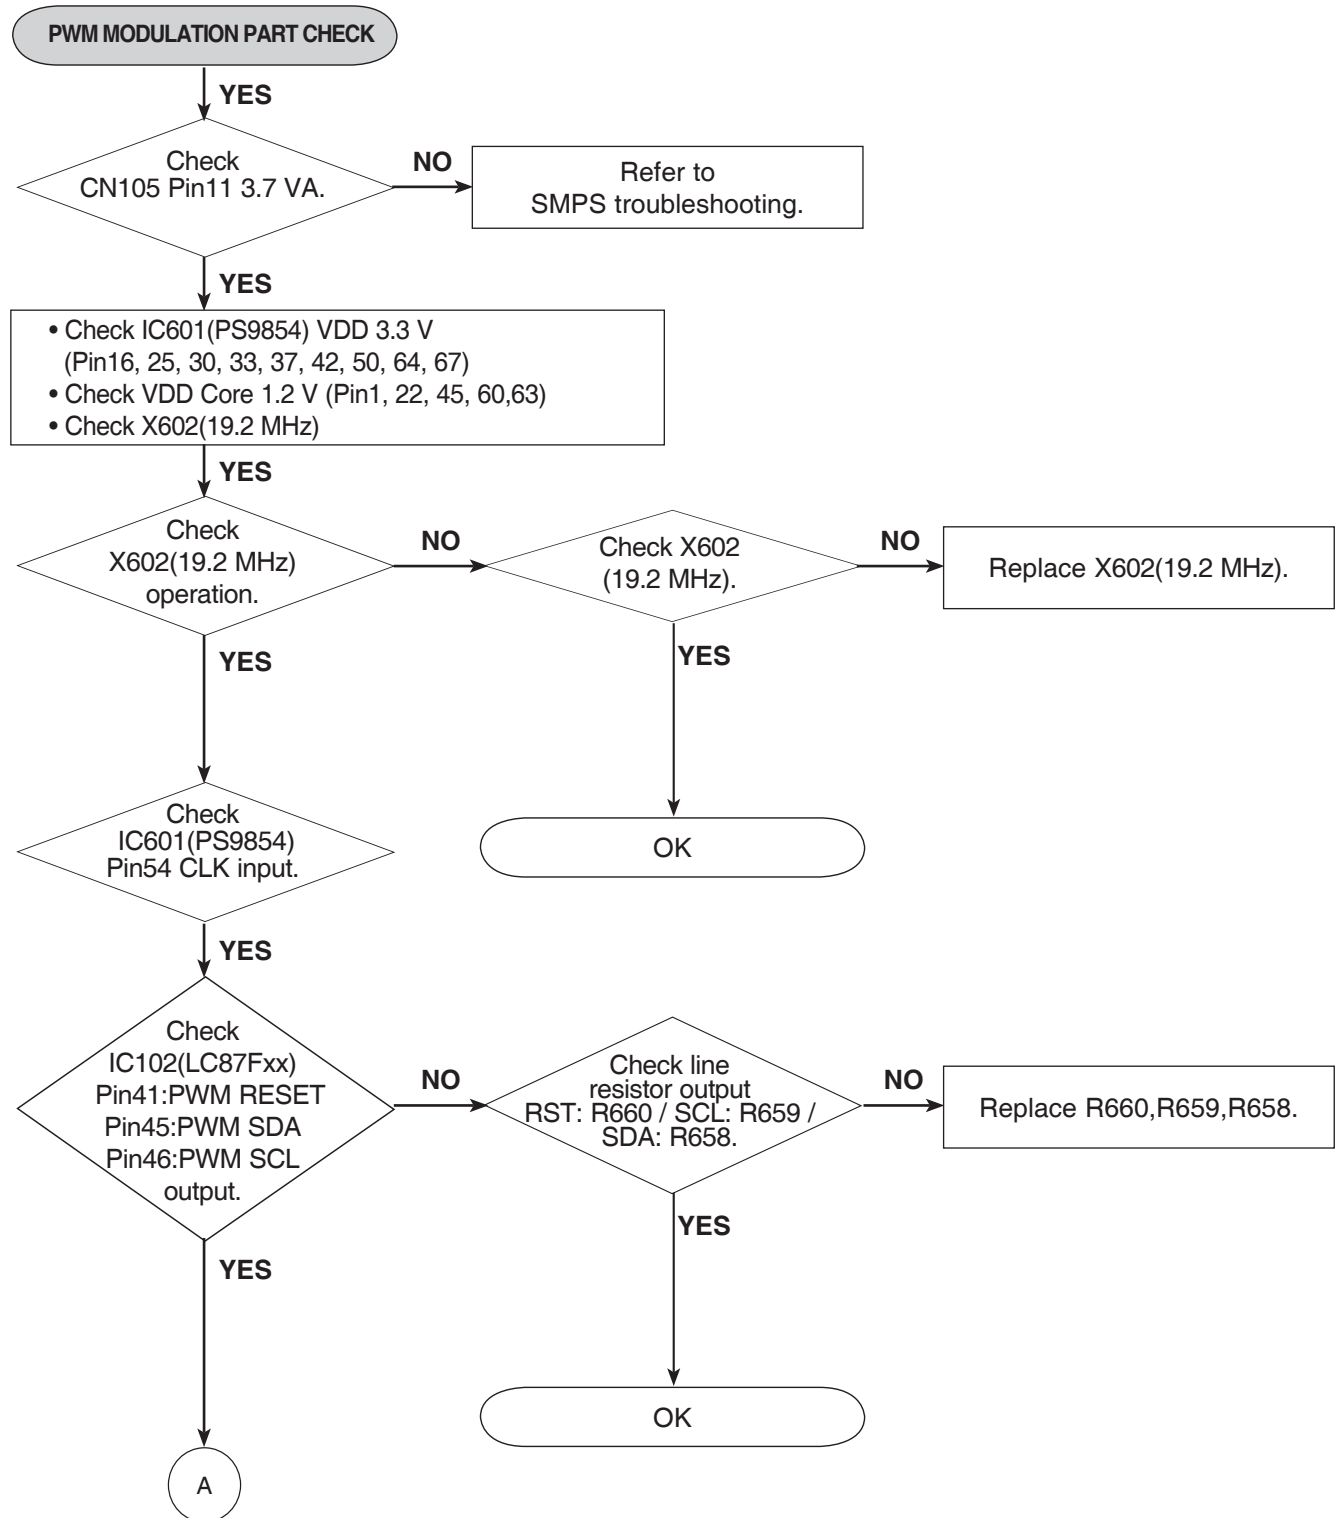 PWM MODULATION PART CHECK
YES
Check
CN105 Pin11 3.7 VA.
NO
Refer to
SMPS troubleshooting.
YES
• Check IC601(PS9854) VDD 3.3 V
(Pin16, 25, 30, 33, 37, 42, 50, 64, 67)
• Check VDD Core 1.2 V (Pin1, 22, 45, 60,63)
• Check X602(19.2 MHz)
YES
Check
X602(19.2 MHz)
operation.
NO
Check X602
(19.2 MHz).
NO
Replace X602(19.2 MHz).
YES
YES
Check
IC601(PS9854)
Pin54 CLK input.
OK
YES
Check
IC102(LC87Fxx)
Pin41:PWM RESET
Pin45:PWM SDA
Pin46:PWM SCL
output.
NO
Check line
resistor output
RST: R660 / SCL: R659 /
SDA: R658.
NO
Replace R660,R659,R658.
YES
YES
OK
A